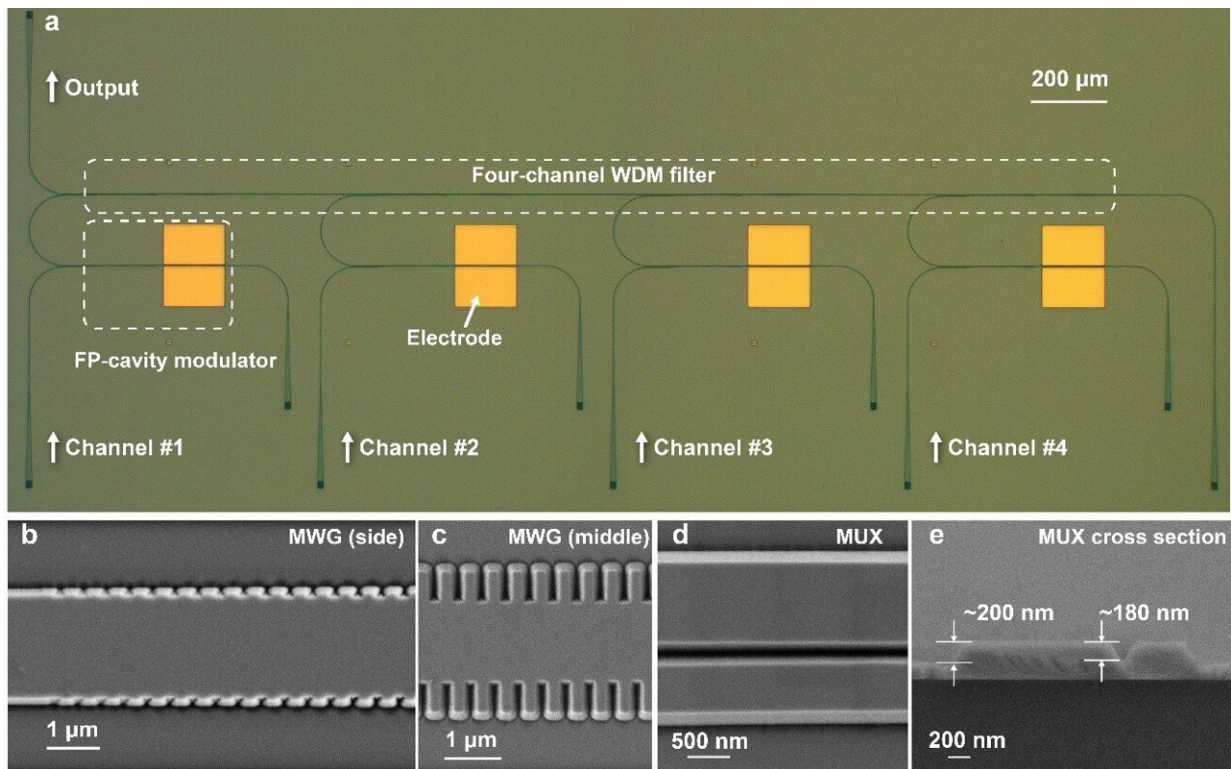 a
Output
200 μm
Four-channel WDM filter
Electrode
FP-cavity modulator
Channel #1
Channel #2
Channel #3
Channel #4
b
MWG (side)
1 μm
c
MWG (middle)
1 μm
d
MUX
500 nm
e
MUX cross section
~200 nm
~180 nm
200 nm